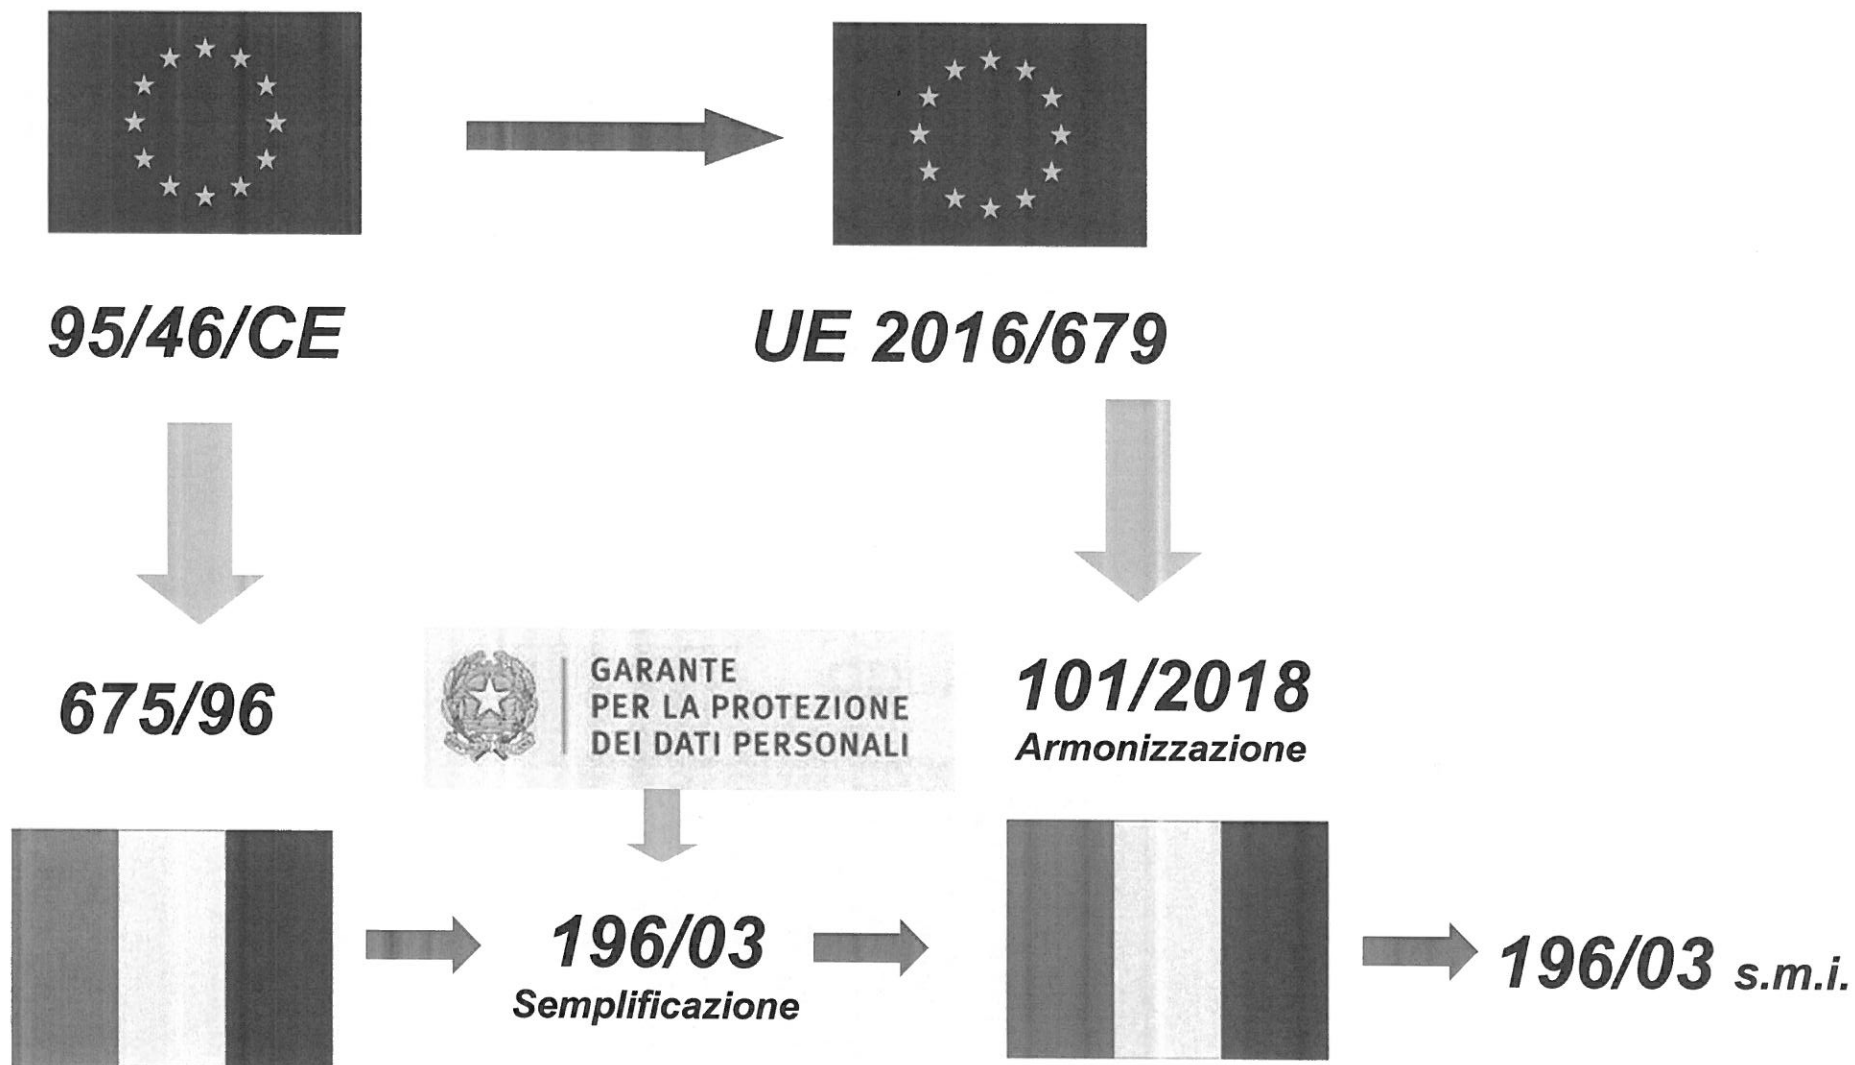 95/46/CE
UE 2016/679
675/96
GARANTE
PER LA PROTEZIONE
DEI DATI PERSONALI
101/2018
Armonizzazione
196/03
Semplificazione
196/03 s.m.i.